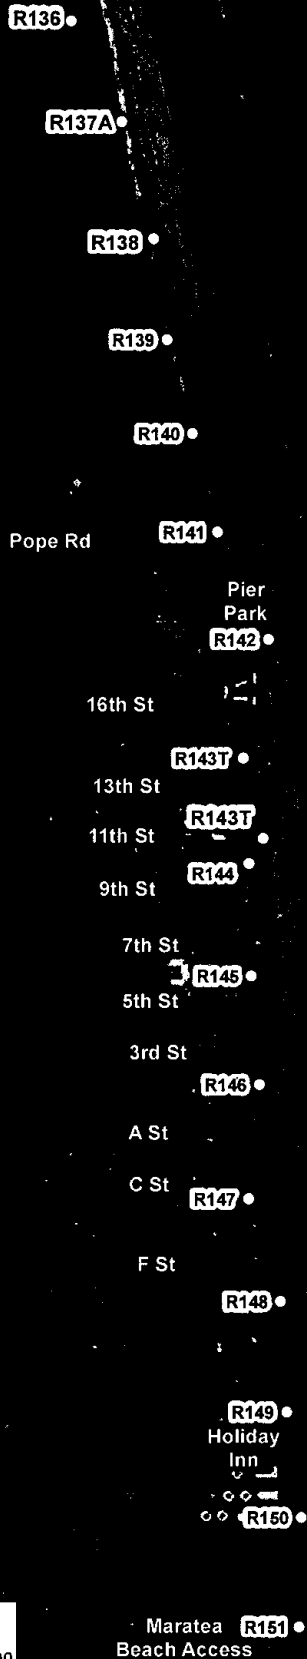 R136
R137A
R138
R139
R140
R141
Pope Rd
Pier
Park
R142
16th St
R143T
13th St
R143T
11th St
R144
9th St
7th St
R145
5th St
3rd St
R146
A St
C St
R147
F St
R148
R149
Holiday
Inn
R150
Maratea R151
Beach Access